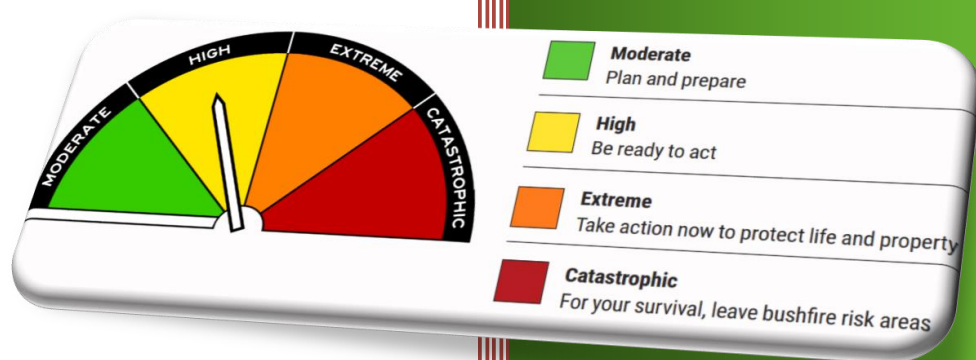 MODERATE
HIGH
EXTREME
CATASTROPHIC
Moderate
Plan and prepare
High
Be ready to act
Extreme
Take action now to protect life and property
Catastrophic
For your survival, leave bushfire risk areas